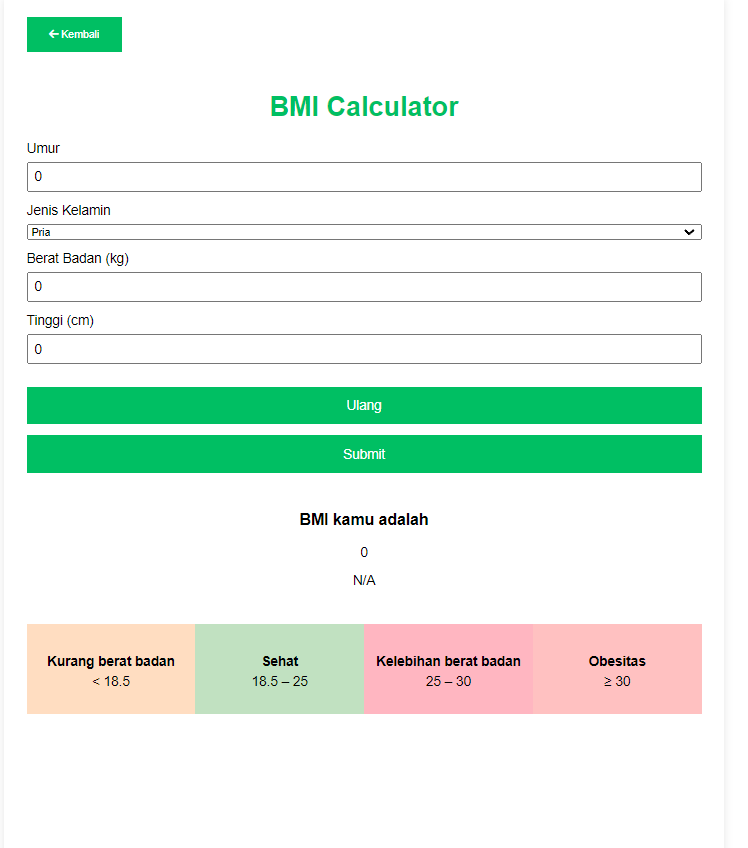 ← Kembali
BMI Calculator
Umur
0
Jenis Kelamin
Pria
Berat Badan (kg)
0
Tinggi (cm)
0
Ulang
Submit
BMI kamu adalah
0
N/A
Kurang berat badan Sehat Kelebihan berat badan Obesitas
< 18.5 18.5 – 25 25 – 30 ≥ 30